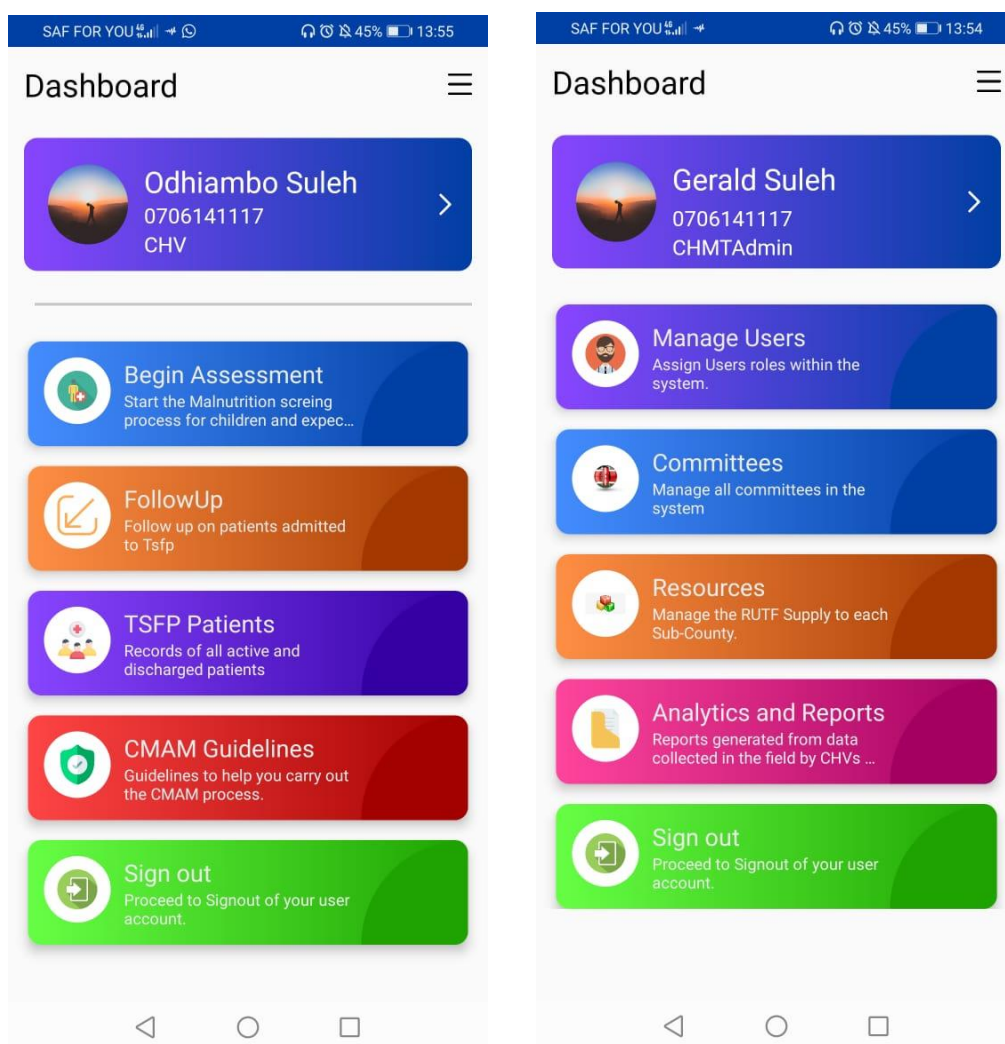 SAF FOR YOU 4G 45% 13:55
Dashboard
Odhiambo Suleh
0706141117
CHV
Begin Assessment
Start the Malnutrition screing
process for children and expec...
FollowUp
Follow up on patients admitted
to Tsfp
TSFP Patients
Records of all active and
discharged patients
CMAM Guidelines
Guidelines to help you carry out
the CMAM process.
Sign out
Proceed to Signout of your user
account.
SAF FOR YOU 4G 45% 13:54
Dashboard
Gerald Suleh
0706141117
CHMTAdmin
Manage Users
Assign Users roles within the
system.
Committees
Manage all committees in the
system
Resources
Manage the RUTF Supply to each
Sub-County.
Analytics and Reports
Reports generated from data
collected in the field by CHVs ...
Sign out
Proceed to Signout of your user
account.